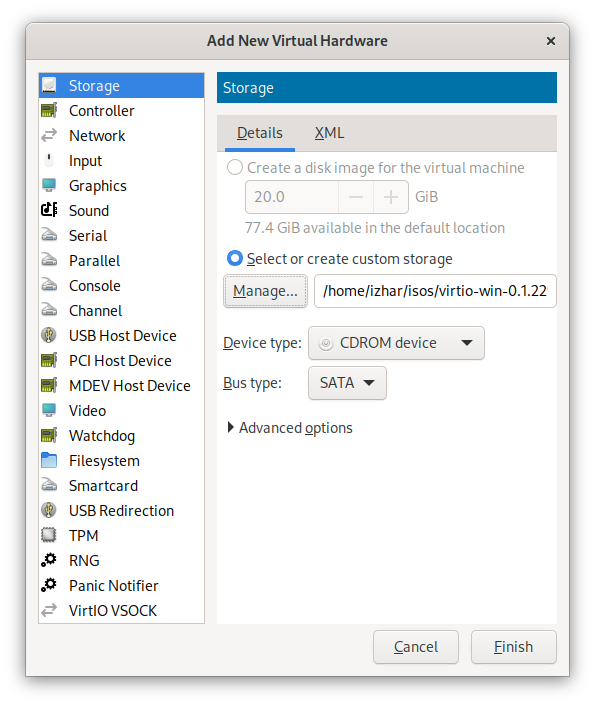 Add New Virtual Hardware
Storage
Controller
Network
Input
Graphics
Sound
Serial
Parallel
Console
Channel
USB Host Device
PCI Host Device
MDEV Host Device
Video
Watchdog
Filesystem
Smartcard
USB Redirection
TPM
RNG
Panic Notifier
VirtIO VSOCK
Storage
Details XML
Create a disk image for the virtual machine
20.0 GiB
77.4 GiB available in the default location
Select or create custom storage
Manage... /home/izhar/isos/virtio-win-0.1.229
Device type: CDROM device
Bus type: SATA
Advanced options
Cancel Finish